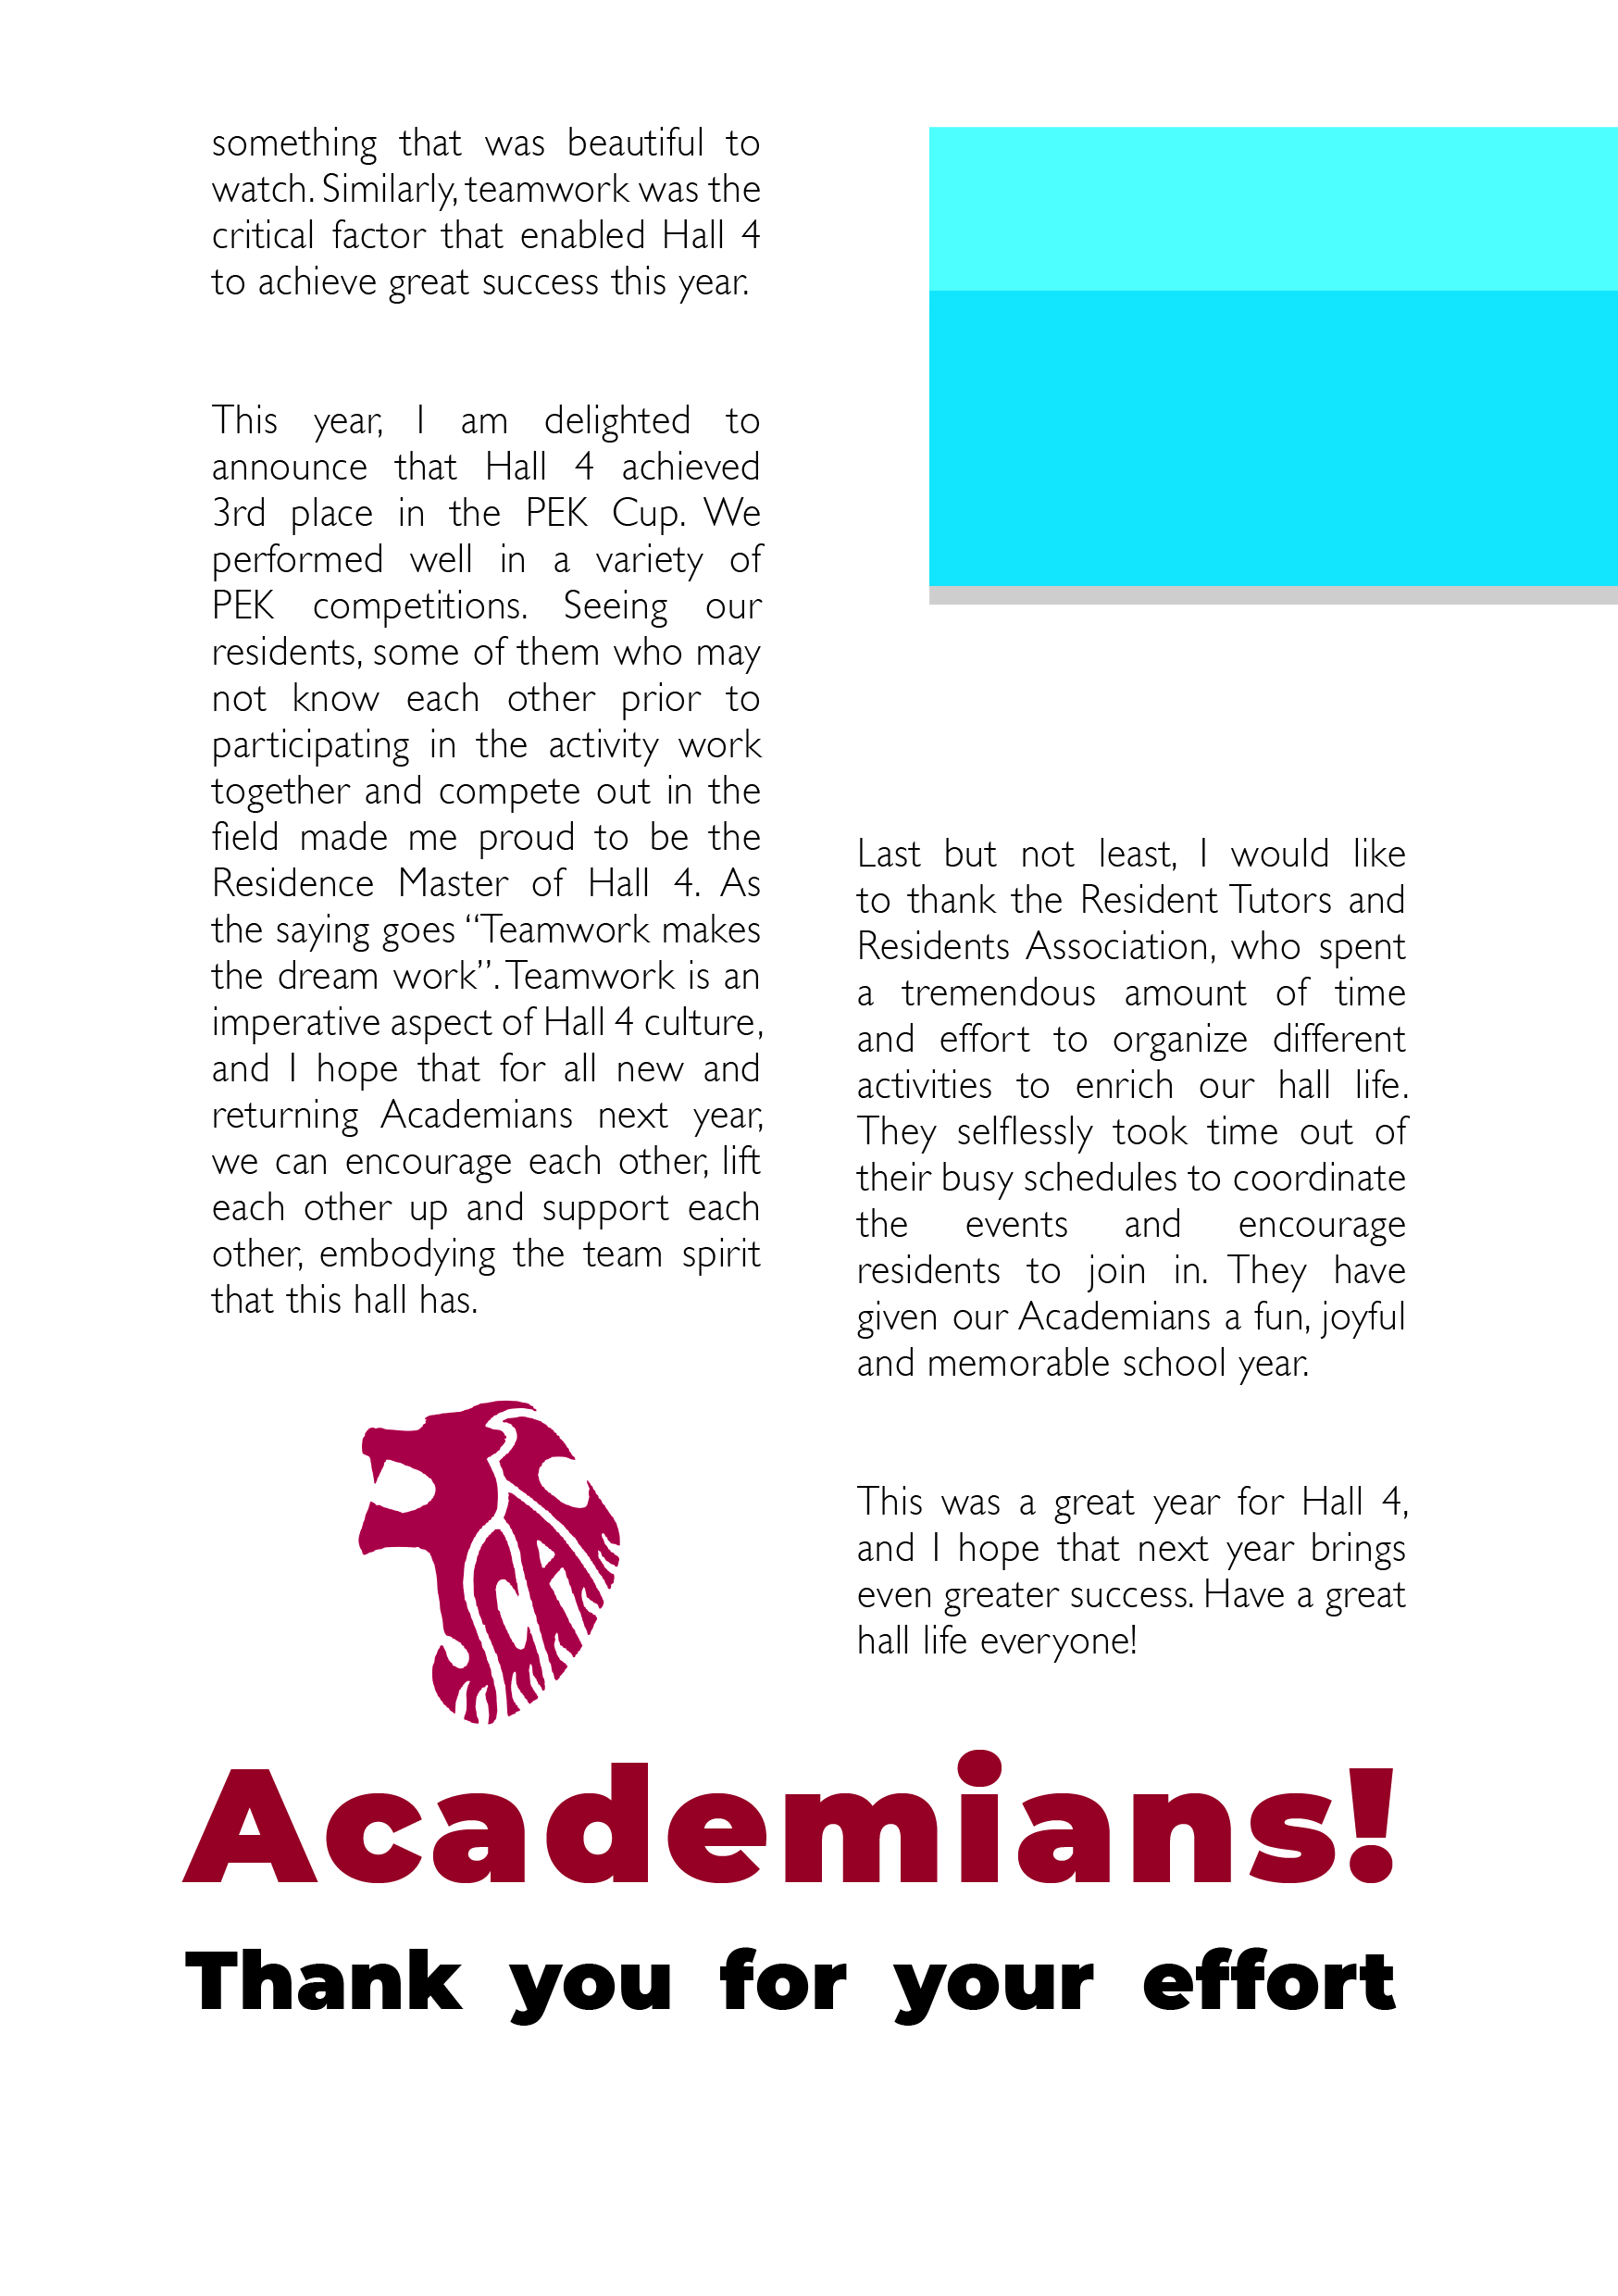 something that was beautiful to
watch. Similarly, teamwork was the
critical factor that enabled Hall 4
to achieve great success this year.
This year, I am delighted to
announce that Hall 4 achieved
3rd place in the PEK Cup. We
performed well in a variety of
PEK competitions. Seeing our
residents, some of them who may
not know each other prior to
participating in the activity work
together and compete out in the
field made me proud to be the
Residence Master of Hall 4. As
the saying goes “Teamwork makes
the dream work”. Teamwork is an
imperative aspect of Hall 4 culture,
and I hope that for all new and
returning Academians next year,
we can encourage each other, lift
each other up and support each
other, embodying the team spirit
that this hall has.
Last but not least, I would like
to thank the Resident Tutors and
Residents Association, who spent
a tremendous amount of time
and effort to organize different
activities to enrich our hall life.
They selflessly took time out of
their busy schedules to coordinate
the events and encourage
residents to join in. They have
given our Academians a fun, joyful
and memorable school year.
This was a great year for Hall 4,
and I hope that next year brings
even greater success. Have a great
hall life everyone!
Academians!
Thank you for your effort